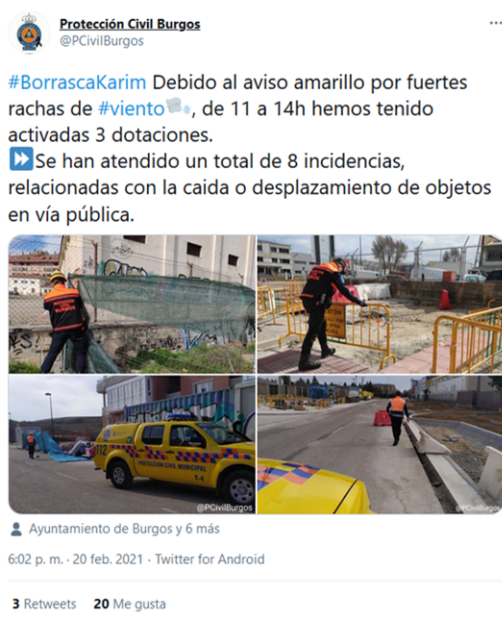 Protección Civil Burgos
@PCivilBurgos
#BorrascaKarim Debido al aviso amarillo por fuertes
rachas de #viento, de 11 a 14h hemos tenido
activadas 3 dotaciones.
Se han atendido un total de 8 incidencias,
relacionadas con la caida o desplazamiento de objetos
en vía pública.
112
PROTECCIÓN CIVIL MUNICIPAL
T-4
@PCivilBurgos
@PCivilBurgos
Ayuntamiento de Burgos y 6 más
6:02 p. m. · 20 feb. 2021 · Twitter for Android
3 Retweets 20 Me gusta